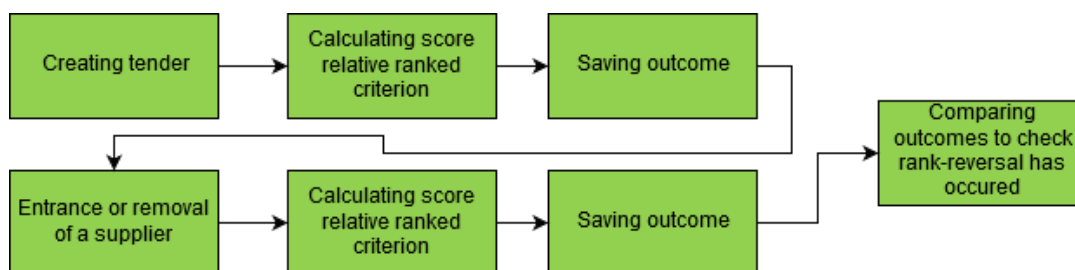 Creating tender
Calculating score
relative ranked
criterion
Saving outcome
Entrance or removal
of a supplier
Calculating score
relative ranked
criterion
Saving outcome
Comparing
outcomes to check
rank-reversal has
occured